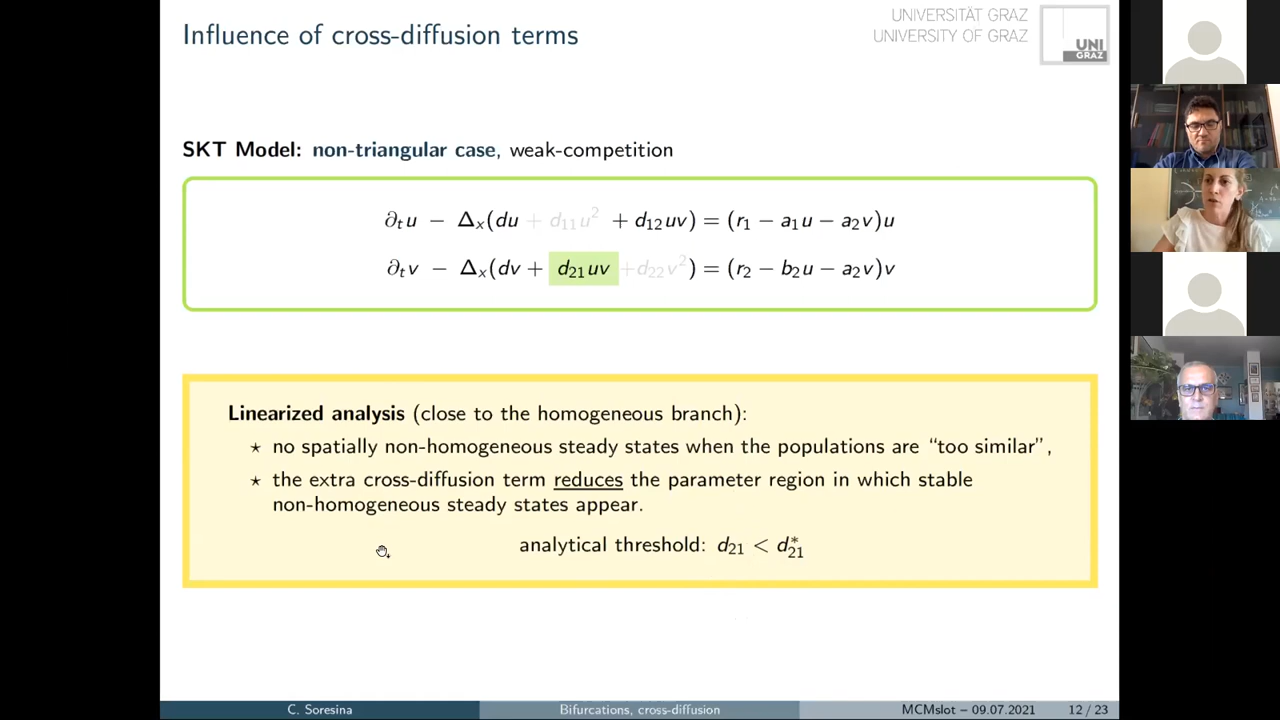 Influence of cross-diffusion terms
UNIVERSITÄT GRAZ
UNIVERSITY OF GRAZ
UNI
GRAZ
SKT Model: non-triangular case, weak-competition
∂ₜu − Δₓ(du + d₁₁u² + d₁₂uv) = (r₁ − a₁u − a₂v)u
∂ₜv − Δₓ(dv + d₂₁uv +d₂₂v²) = (r₂ − b₂u − a₂v)v
Linearized analysis (close to the homogeneous branch):
⋆ no spatially non-homogeneous steady states when the populations are “too similar”,
⋆ the extra cross-diffusion term reduces the parameter region in which stable
non-homogeneous steady states appear.
analytical threshold: d₂₁ < d₂₁*
C. Soresina
Bifurcations, cross-diffusion
MCMslot – 09.07.2021
12 / 23